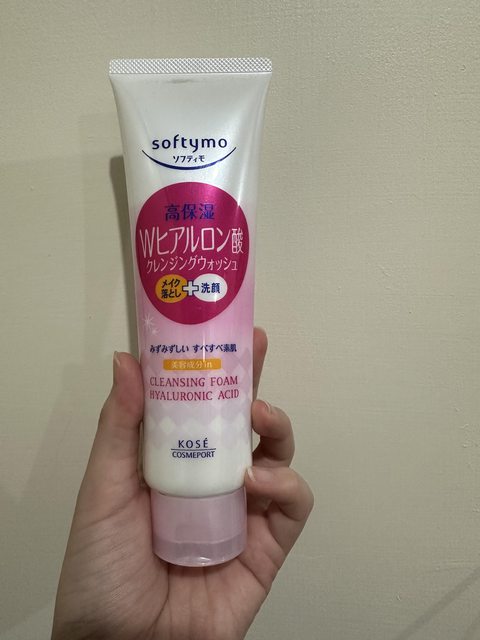 softymo
ソフティモ
高保湿
Wヒアルロン酸
クレンジングウォッシュ
メイク
落とし
+
洗顔
みずみずしい すべすべ素肌
美容成分in
CLEANSING FOAM
HYALURONIC ACID
KOSÉ
COSMEPORT